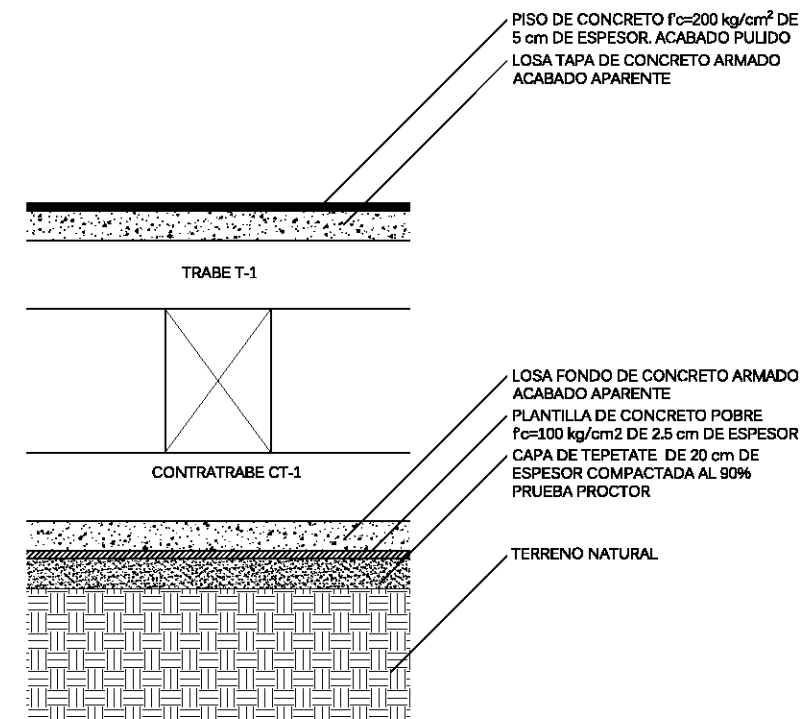 PISO DE CONCRETO f'c=200 kg/cm² DE
5 cm DE ESPESOR. ACABADO PULIDO
LOSA TAPA DE CONCRETO ARMADO
ACABADO APARENTE
TRABE T-1
LOSA FONDO DE CONCRETO ARMADO
ACABADO APARENTE
PLANTILLA DE CONCRETO POBRE
f'c=100 kg/cm2 DE 2.5 cm DE ESPESOR
CAPA DE TEPETATE DE 20 cm DE
ESPESOR COMPACTADA AL 90%
PRUEBA PROCTOR
CONTRATRABE CT-1
TERRENO NATURAL